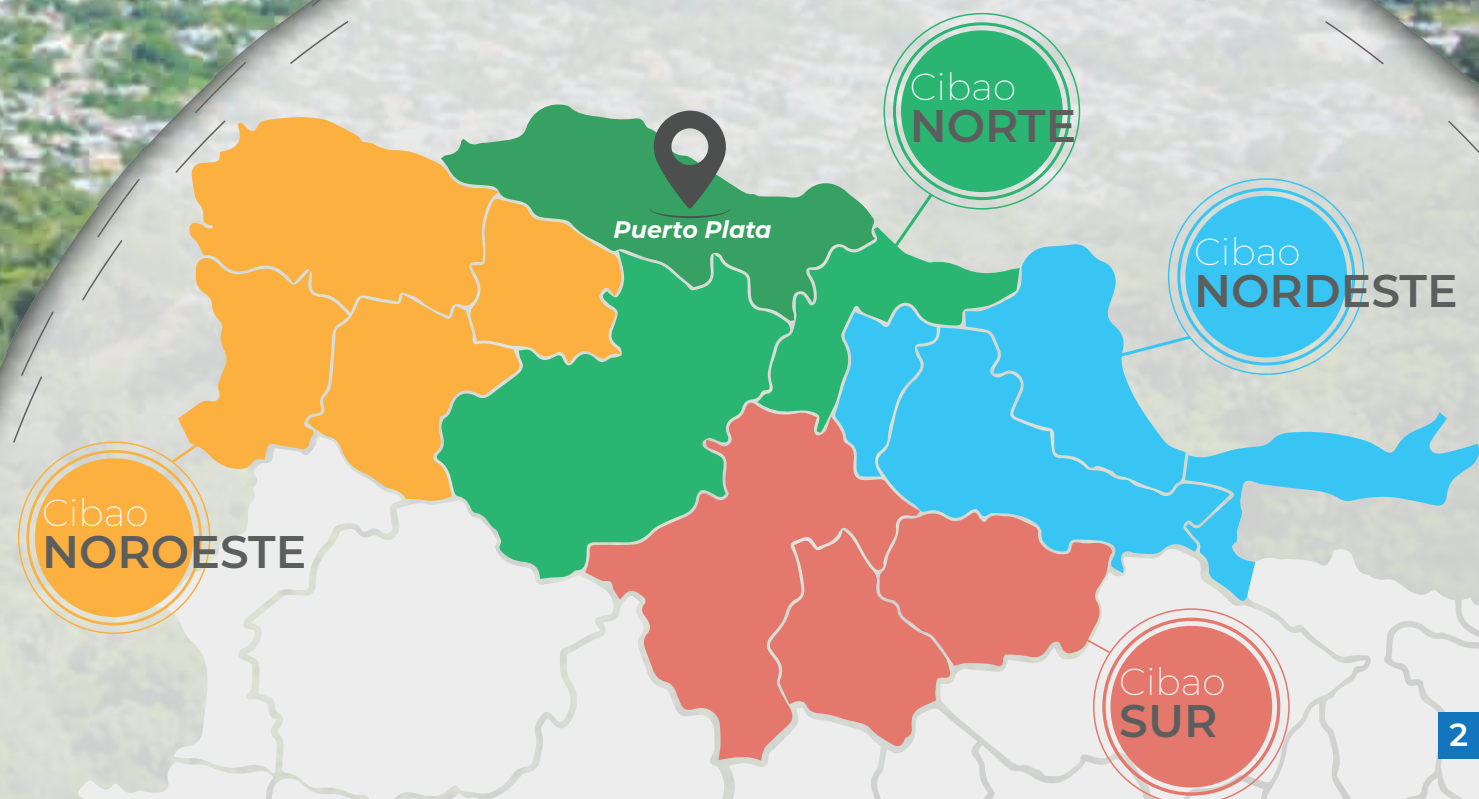 Cibao
NORTE
Puerto Plata
Cibao
NORDESTE
Cibao
NOROESTE
Cibao
SUR
2